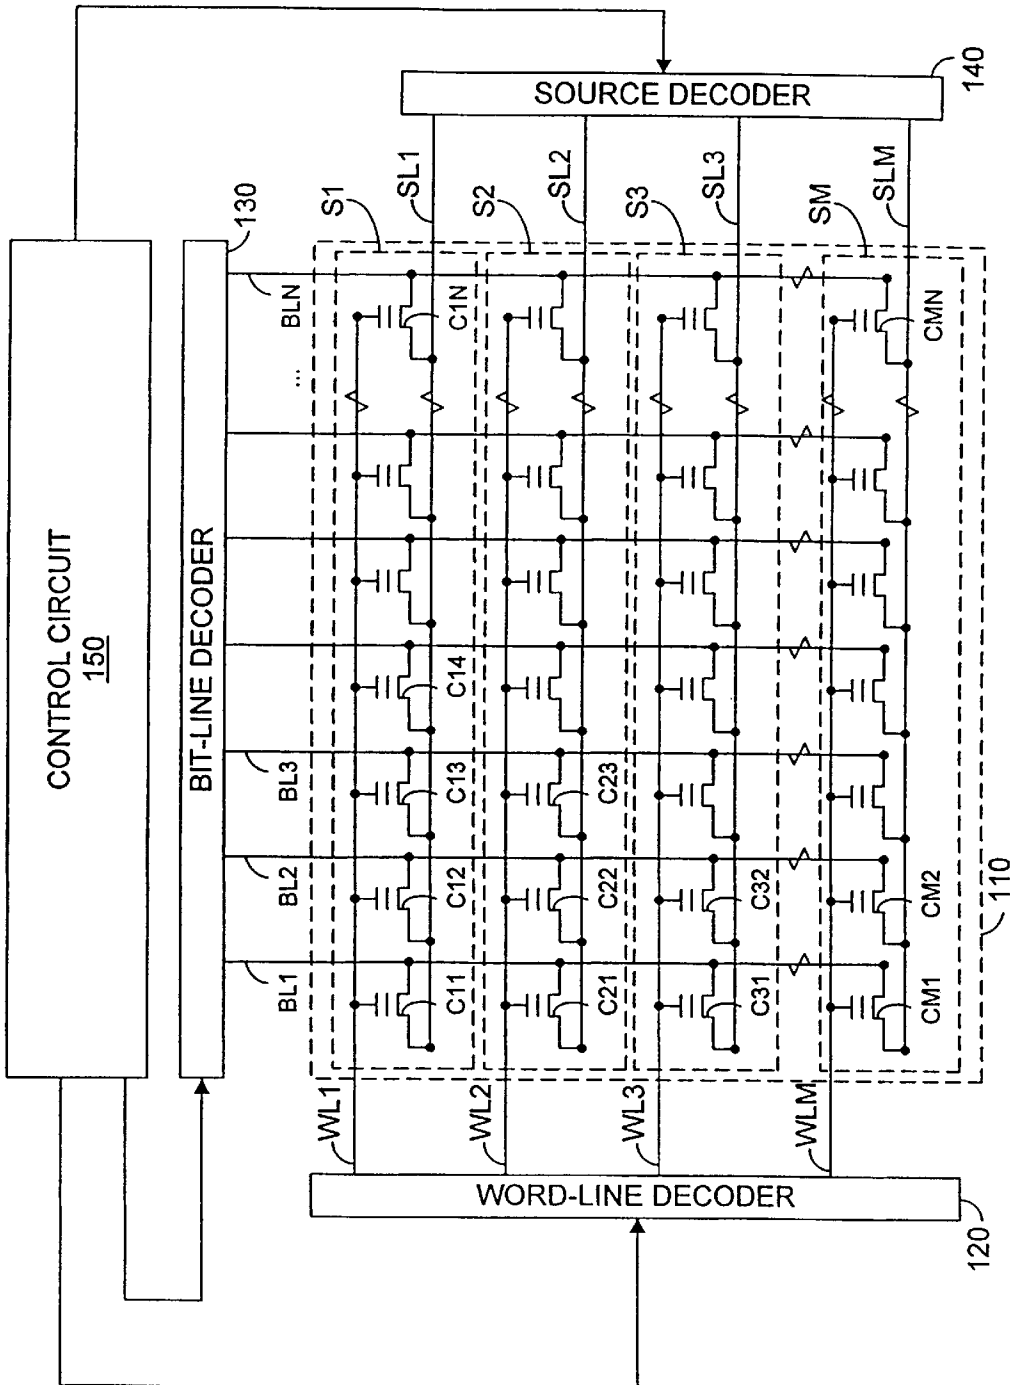 CONTROL CIRCUIT
150
BIT-LINE DECODER
130
BL1
BL2
BL3
...
BLN
WORD-LINE DECODER
120
SOURCE DECODER
140
WL1
C11
C12
C13
C14
C1N
S1
SL1
WL2
C21
C22
C23
S2
SL2
WL3
C31
C32
S3
SL3
WLM
CM1
CM2
CMN
SM
SLM
110